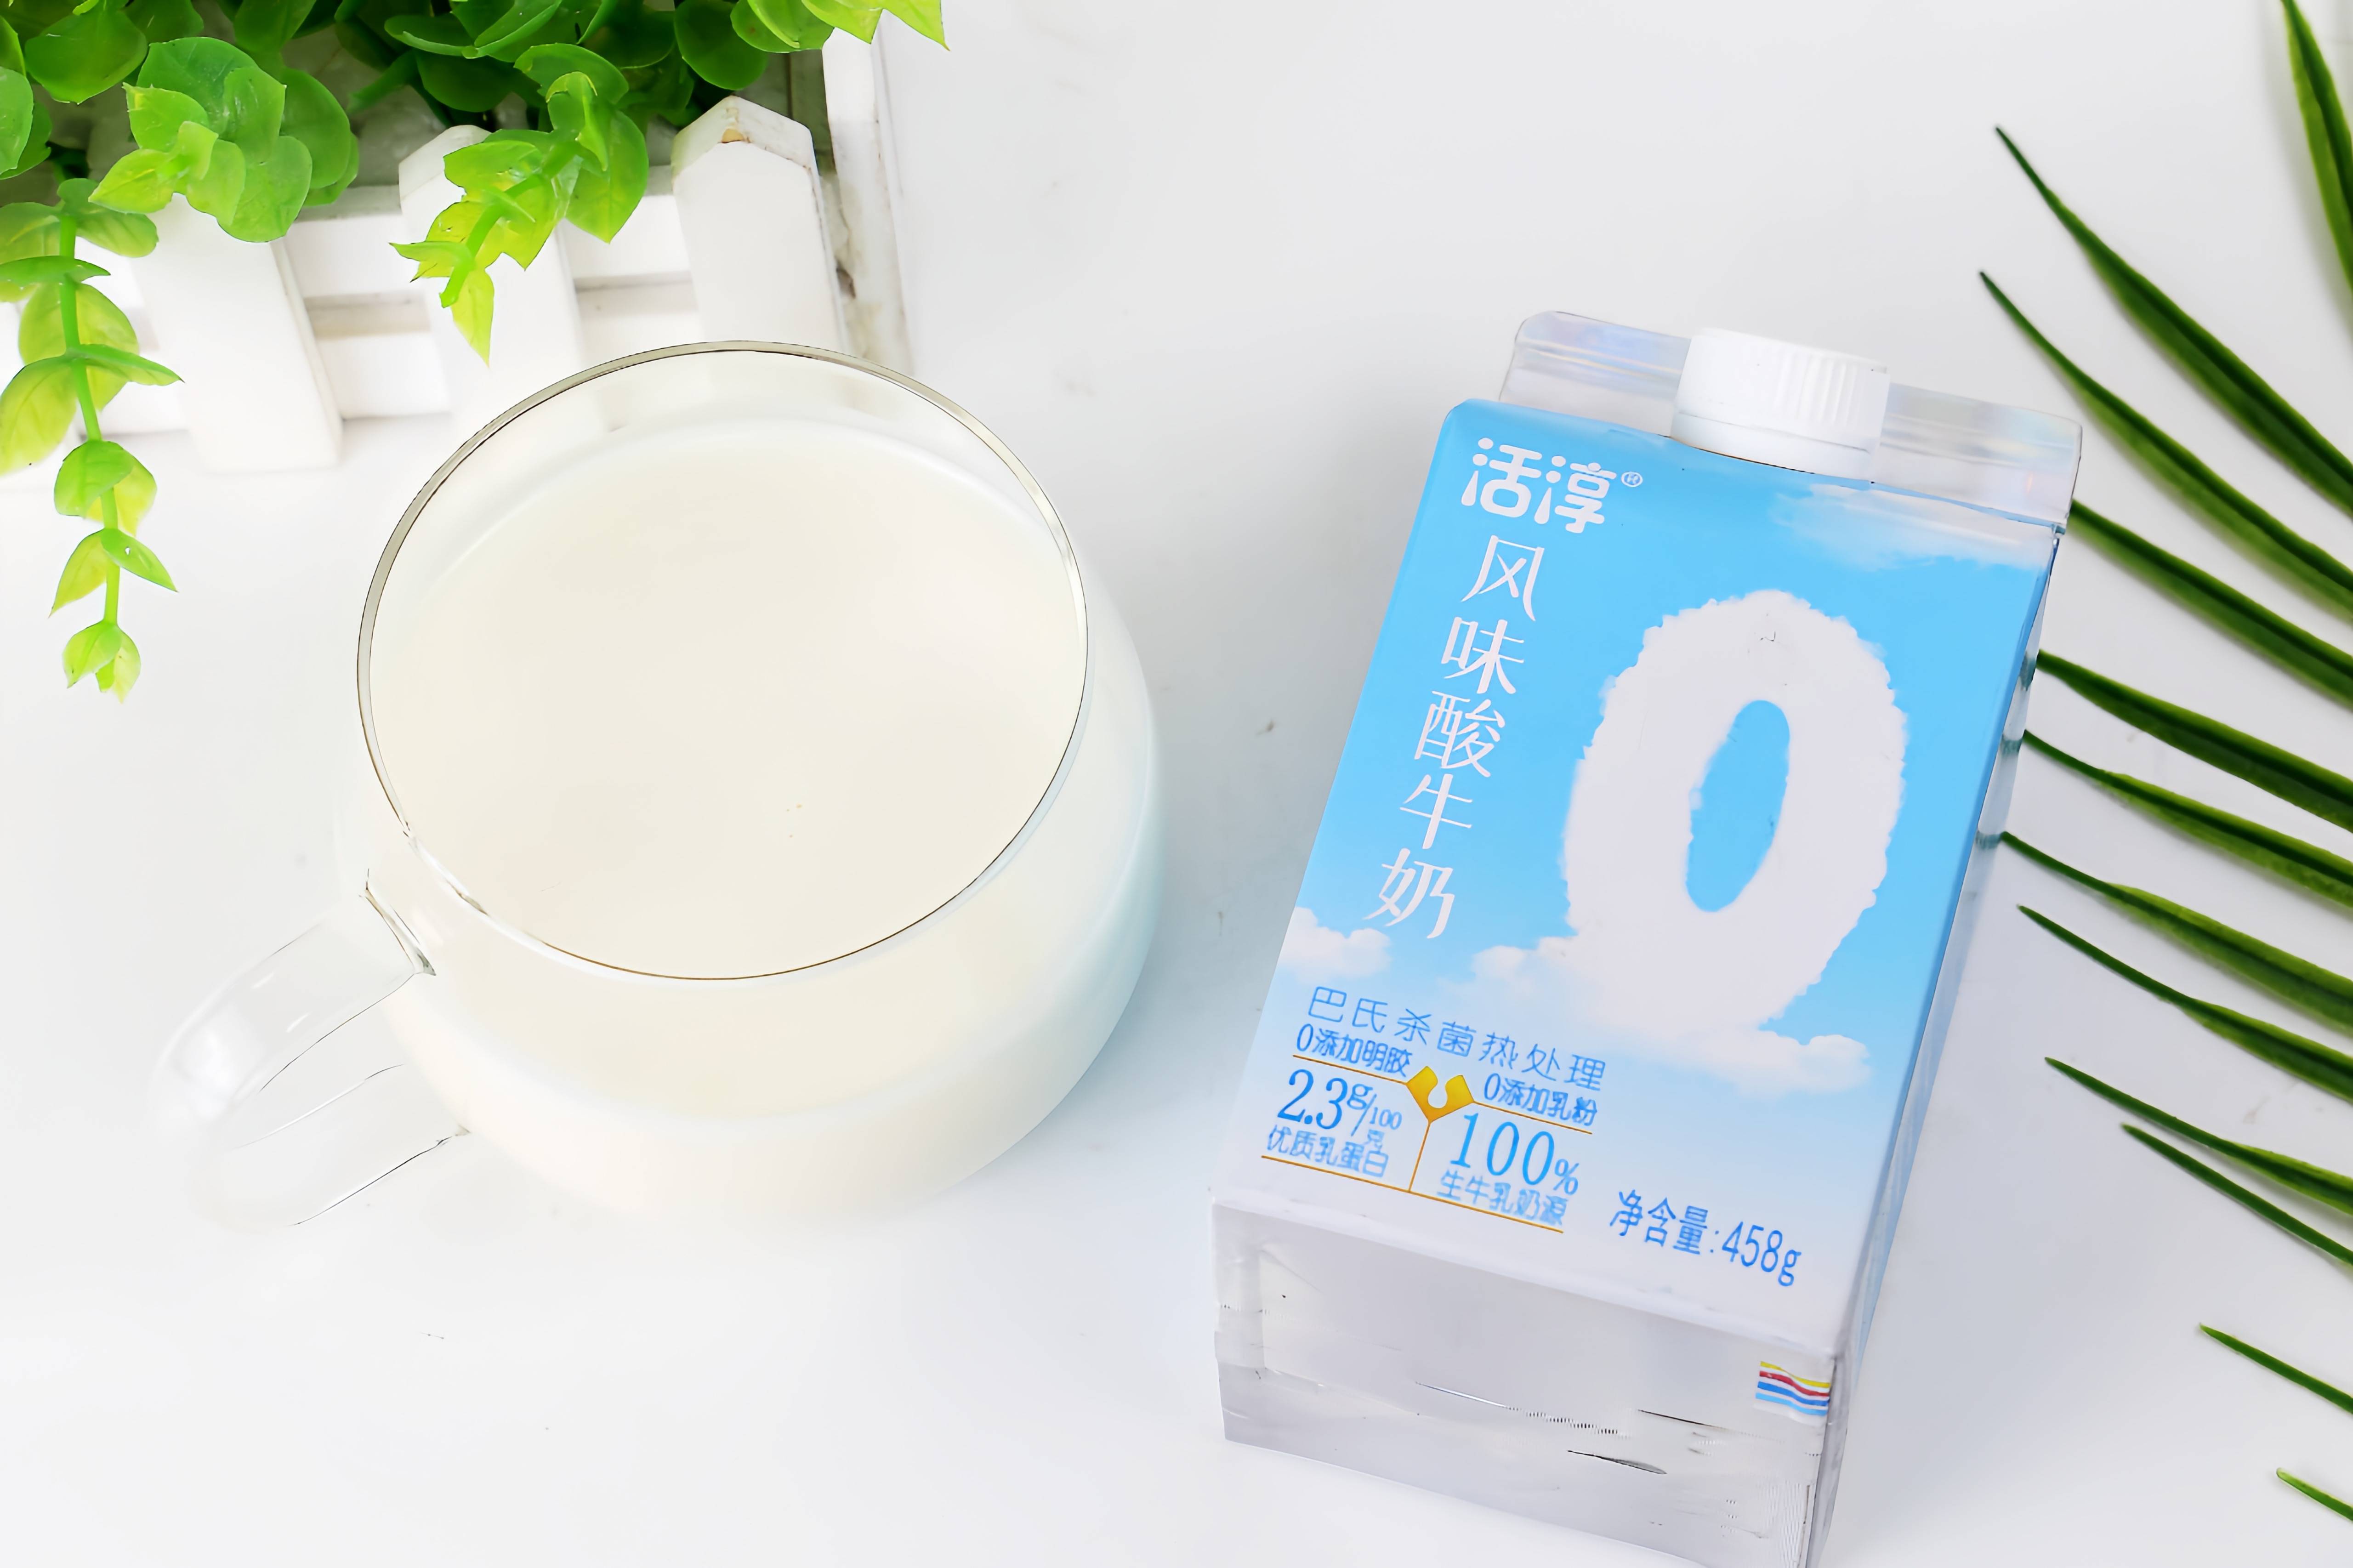 活淳®
风味酸牛奶
0
巴氏杀菌热处理
0添加明胶
0添加乳粉
2.3g/100克
优质乳蛋白
100%
生牛乳奶源
净含量:458g